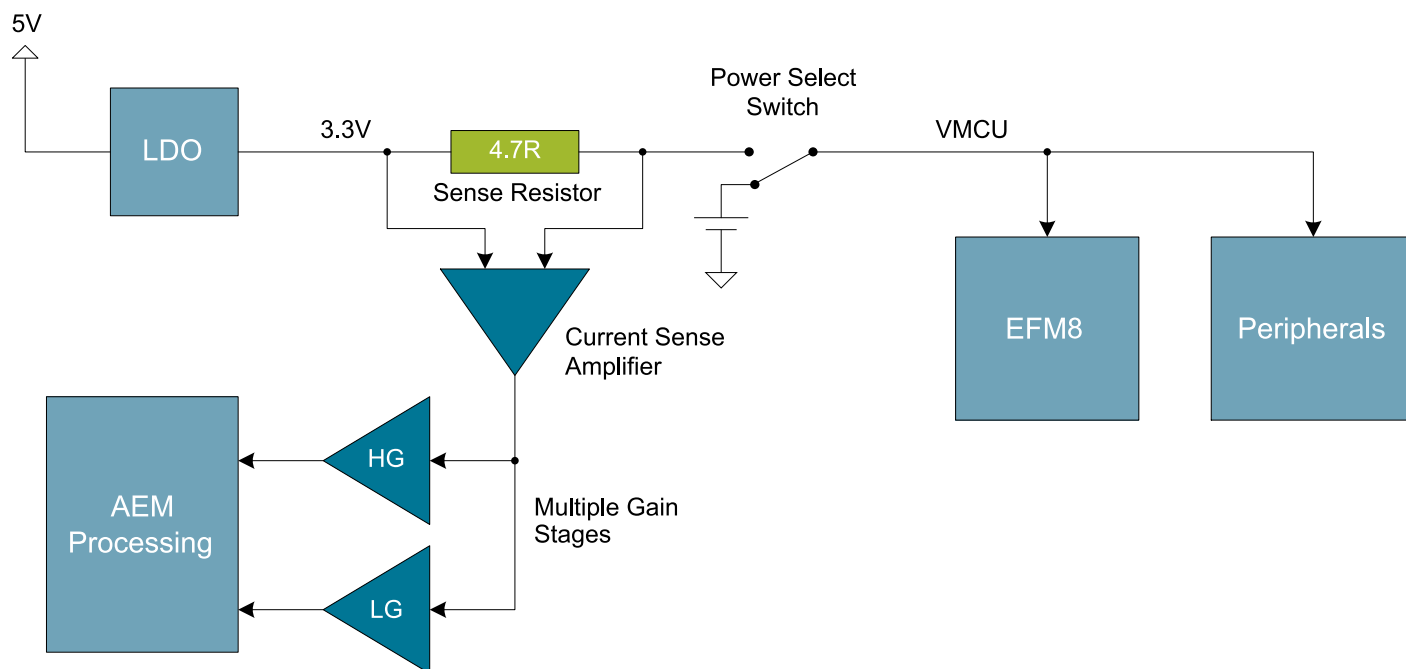 5V
LDO
3.3V
4.7R
Sense Resistor
Power Select
Switch
VMCU
EFM8
Peripherals
Current Sense
Amplifier
HG
Multiple Gain
Stages
AEM
Processing
LG